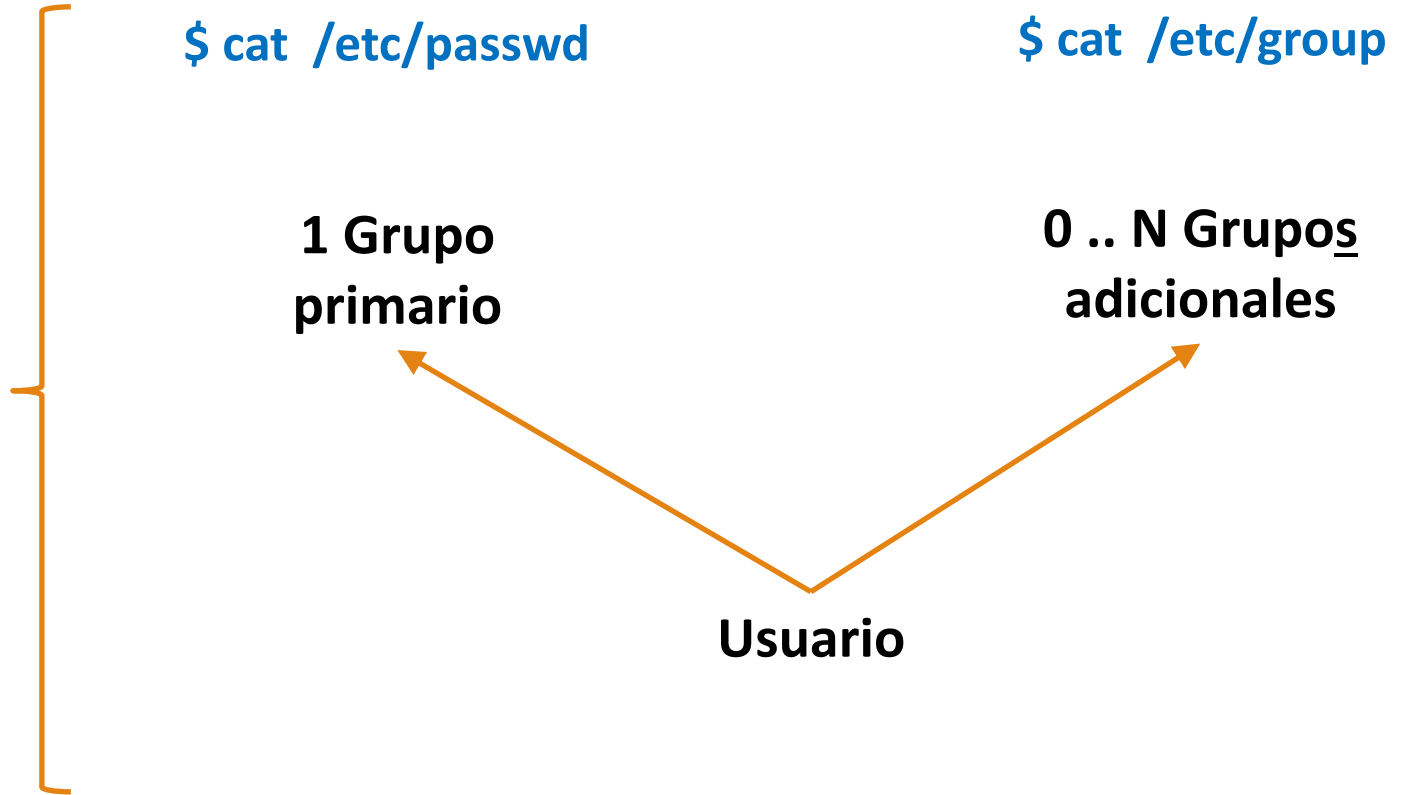 $ cat  /etc/passwd
$ cat  /etc/group
1 Grupo
primario
0 .. N Grupos
adicionales
Usuario